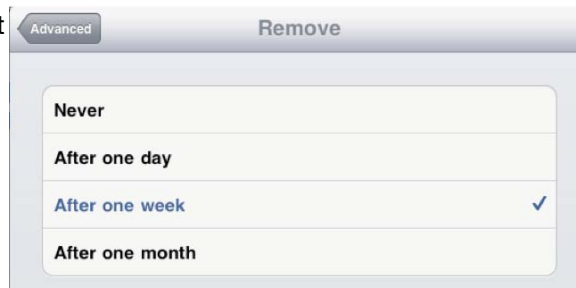 Advanced
Remove
Never
After one day
After one week
After one month